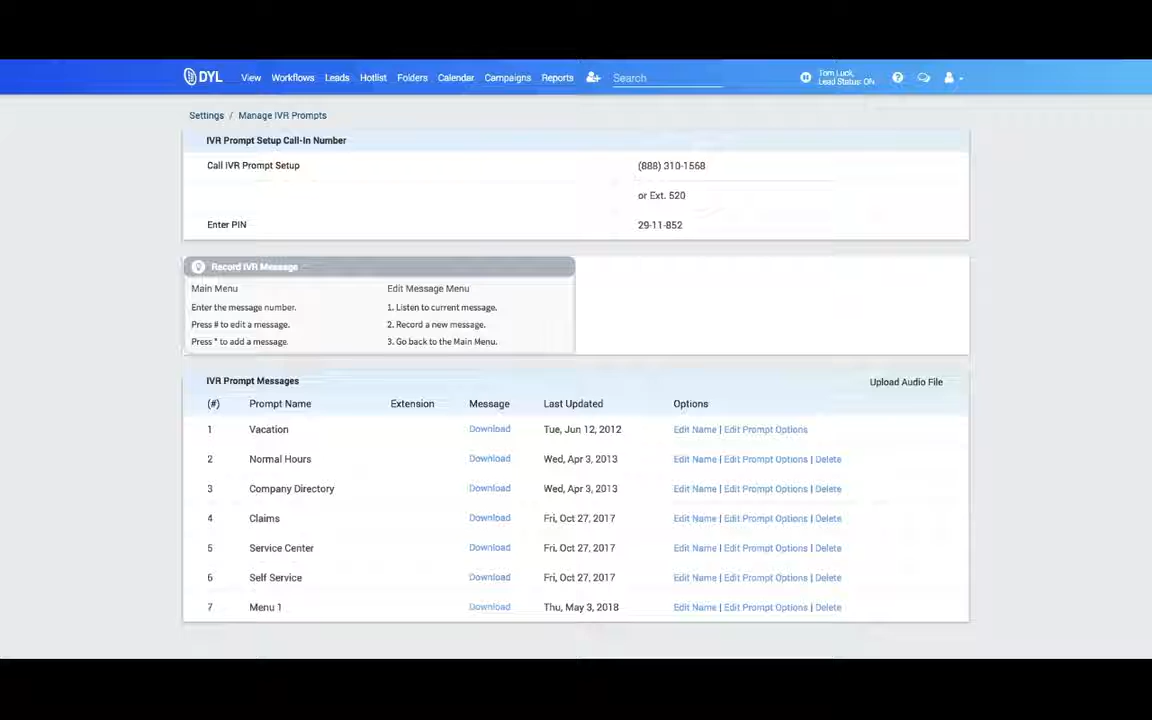 DYL View Workflows Leads Hotlist Folders Calendar Campaigns Reports Search Tom Luck, Lead Status: ON
Settings / Manage IVR Prompts
IVR Prompt Setup Call-In Number
Call IVR Prompt Setup (888) 310-1568
or Ext. 520
Enter PIN 29-11-852
Record IVR Message
Main Menu Edit Message Menu
Enter the message number. 1. Listen to current message.
Press # to edit a message. 2. Record a new message.
Press * to add a message. 3. Go back to the Main Menu.
IVR Prompt Messages Upload Audio File
(#) Prompt Name Extension Message Last Updated Options
1 Vacation Download Tue, Jun 12, 2012 Edit Name | Edit Prompt Options
2 Normal Hours Download Wed, Apr 3, 2013 Edit Name | Edit Prompt Options | Delete
3 Company Directory Download Wed, Apr 3, 2013 Edit Name | Edit Prompt Options | Delete
4 Claims Download Fri, Oct 27, 2017 Edit Name | Edit Prompt Options | Delete
5 Service Center Download Fri, Oct 27, 2017 Edit Name | Edit Prompt Options | Delete
6 Self Service Download Fri, Oct 27, 2017 Edit Name | Edit Prompt Options | Delete
7 Menu 1 Download Thu, May 3, 2018 Edit Name | Edit Prompt Options | Delete